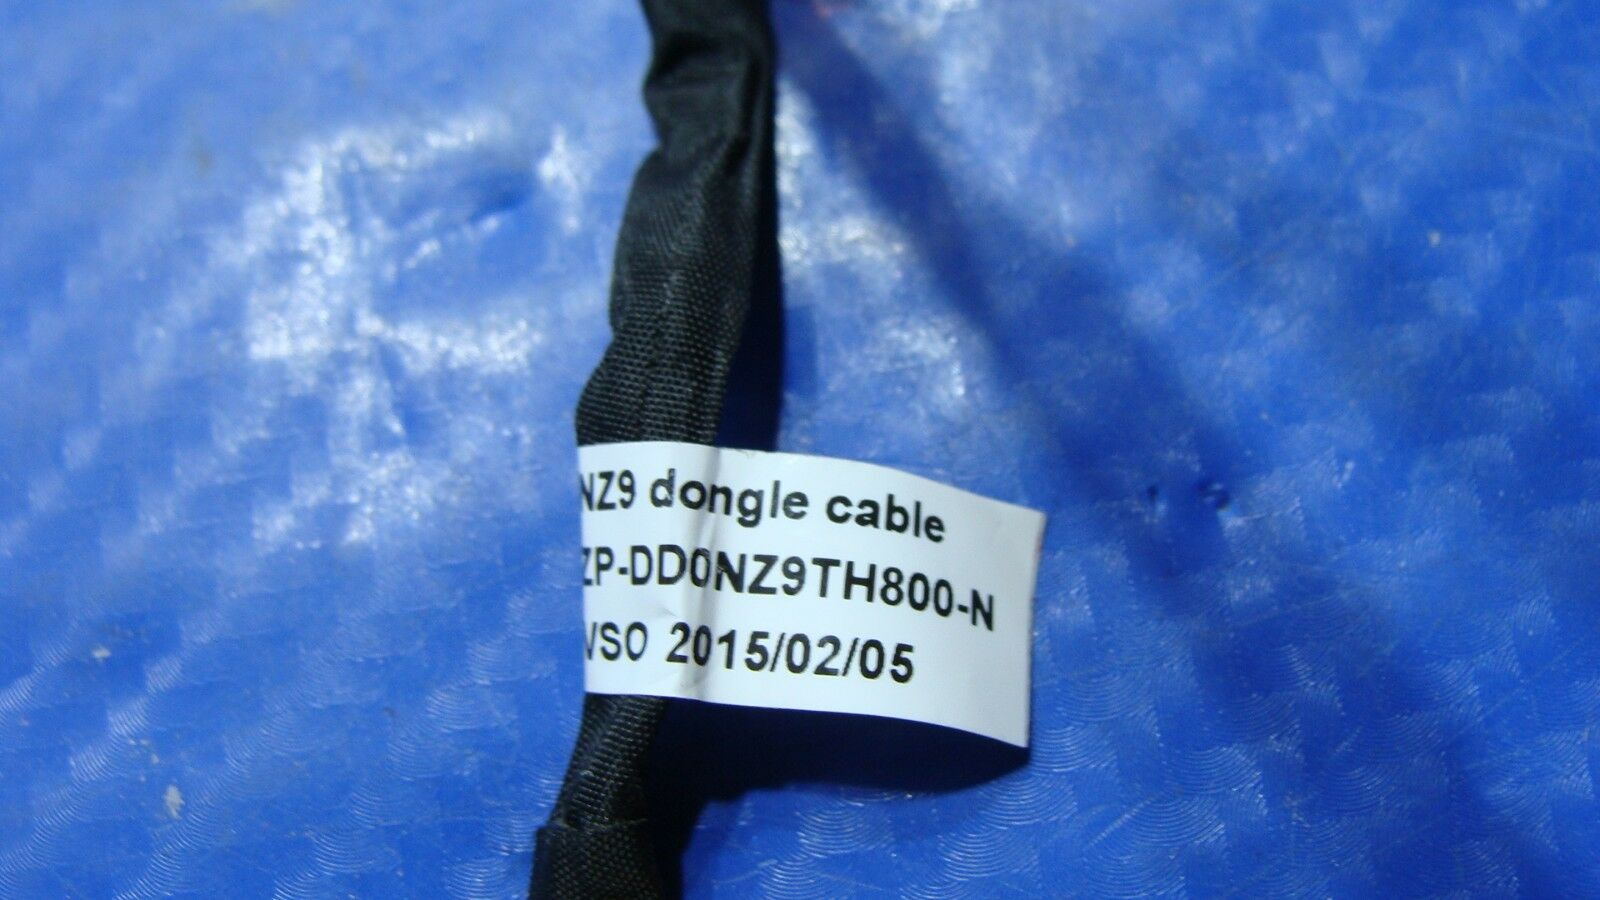 NZ9 dongle cable
ZP-DD0NZ9TH800-N
VSO 2015/02/05